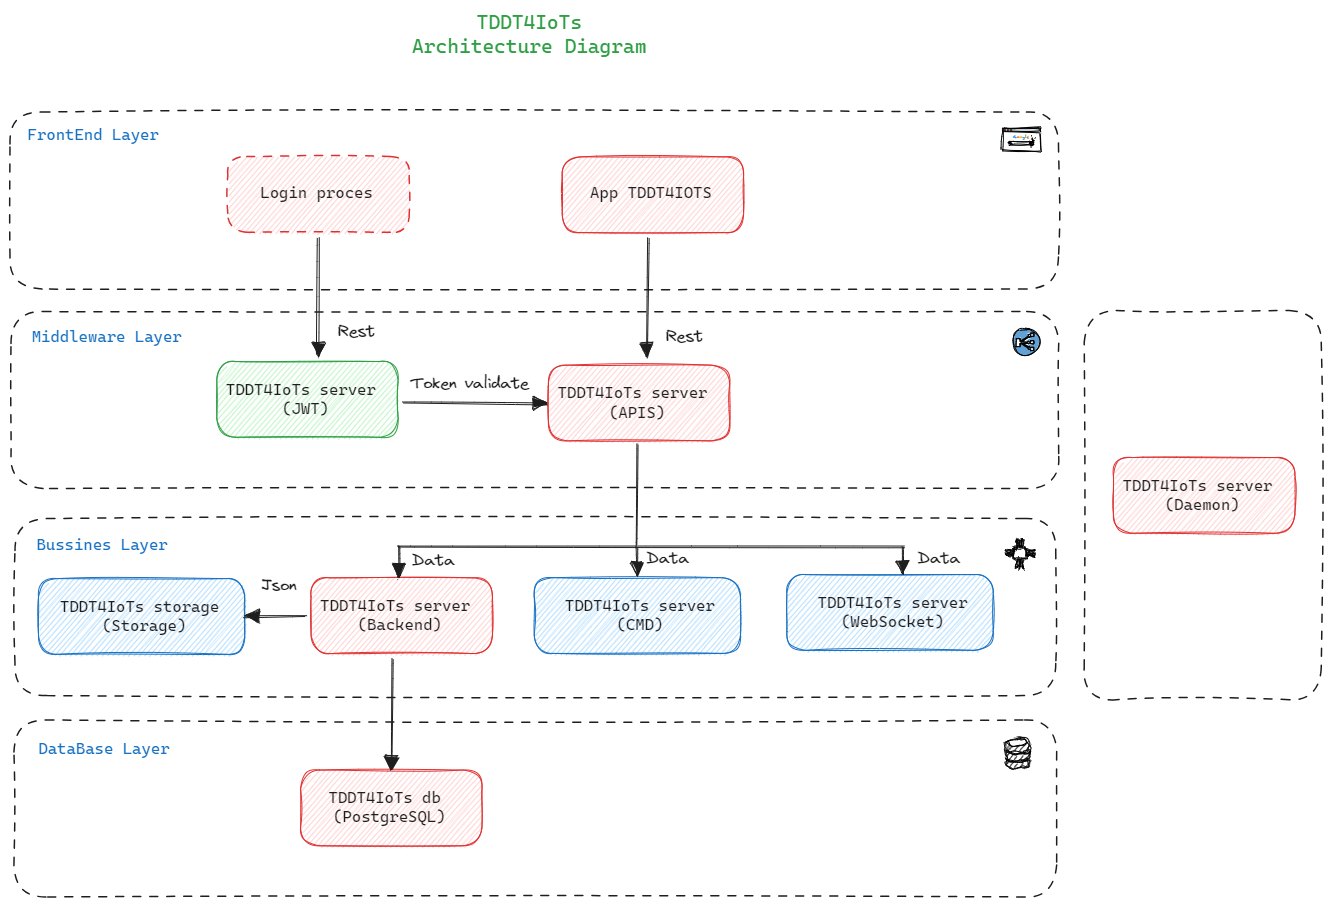 TDDT4IoTs
Architecture Diagram
FrontEnd Layer
Login proces
App TDDT4IOTS
Middleware Layer
Rest
Rest
TDDT4IoTs server
(JWT)
Token validate
TDDT4IoTs server
(APIS)
TDDT4IoTs server
(Daemon)
Bussines Layer
Data
Data
Data
Json
TDDT4IoTs storage
(Storage)
TDDT4IoTs server
(Backend)
TDDT4IoTs server
(CMD)
TDDT4IoTs server
(WebSocket)
DataBase Layer
TDDT4IoTs db
(PostgreSQL)